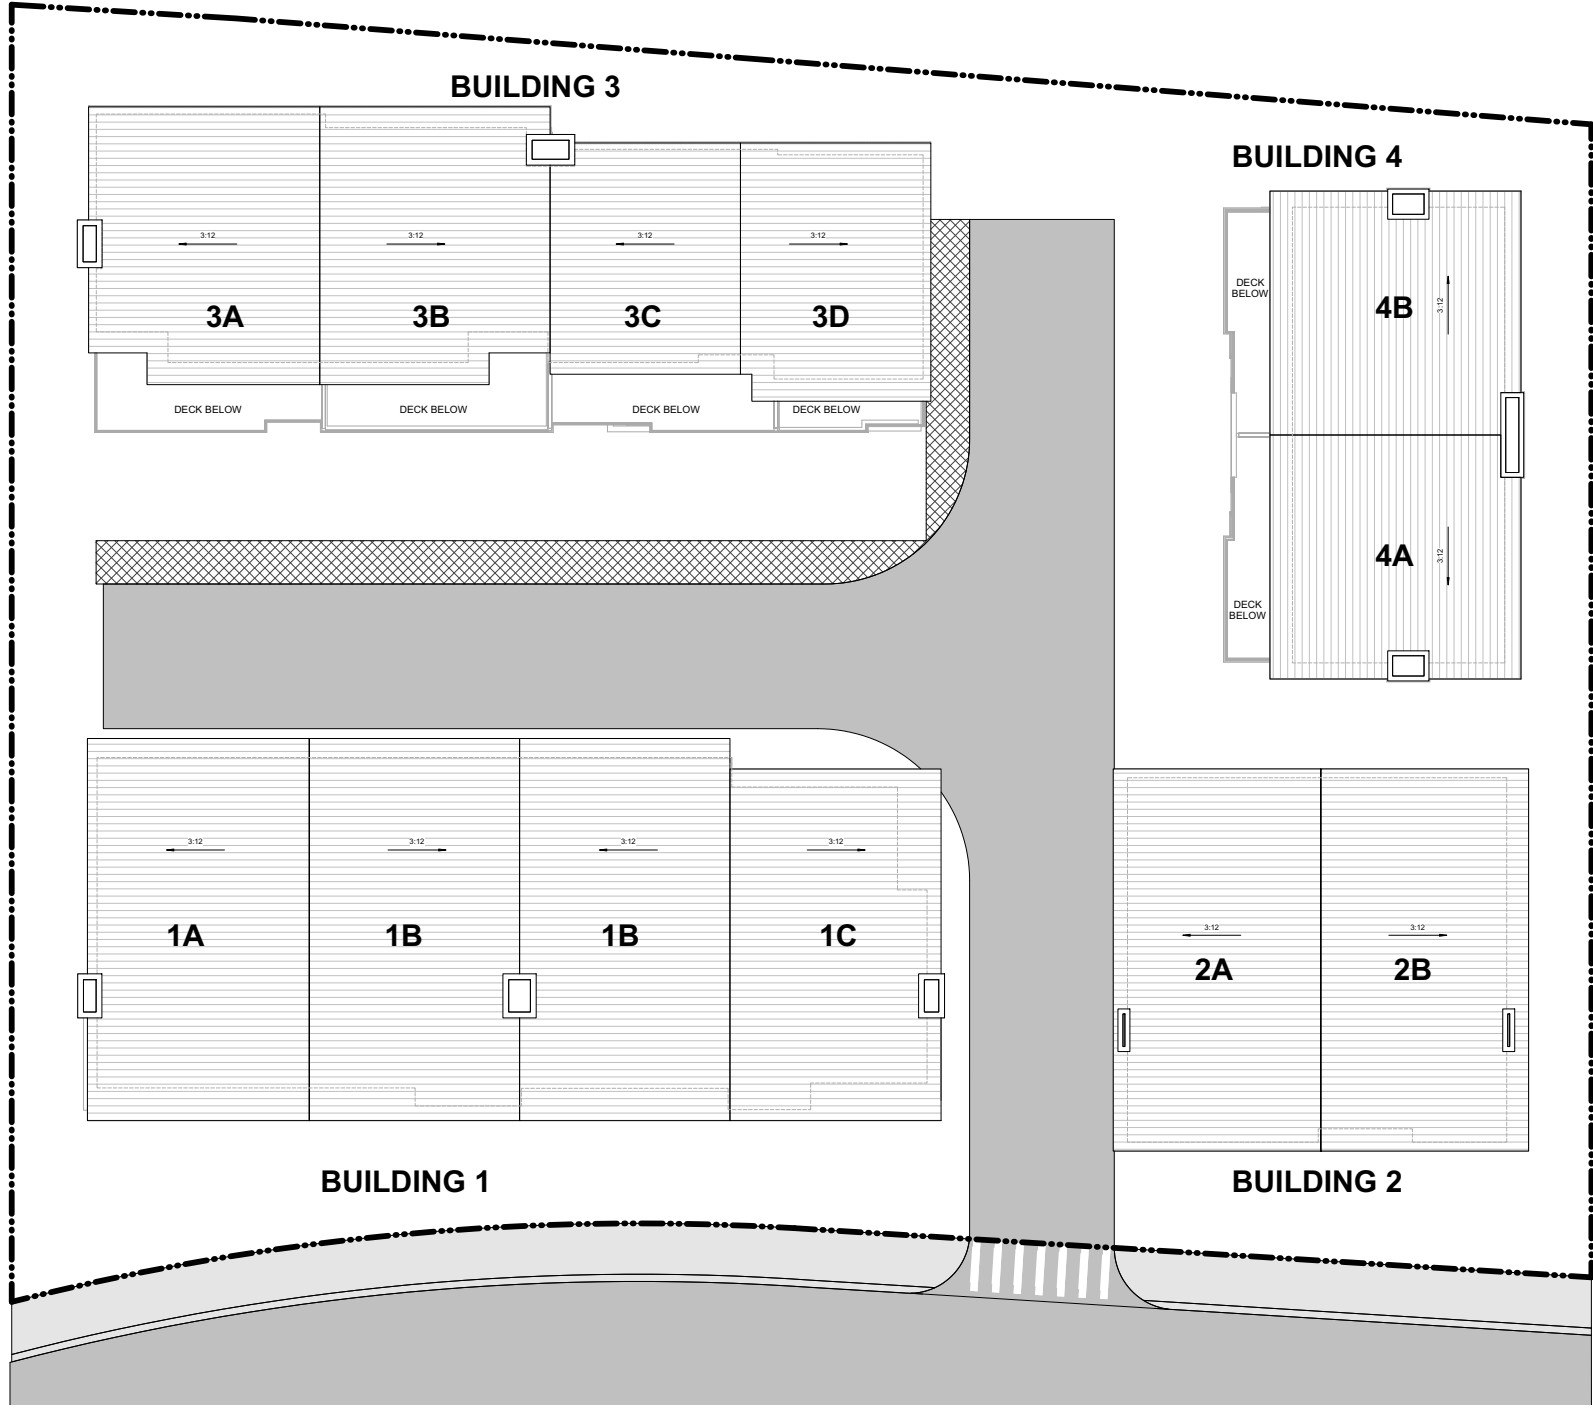 BUILDING 3
BUILDING 4
3:12
3:12
3:12
3:12
3A
3B
3C
3D
DECK BELOW
DECK BELOW
DECK BELOW
DECK BELOW
DECK
BELOW
4B
3:12
4A
3:12
DECK
BELOW
3:12
3:12
3:12
3:12
1A
1B
1B
1C
3:12
3:12
2A
2B
BUILDING 1
BUILDING 2